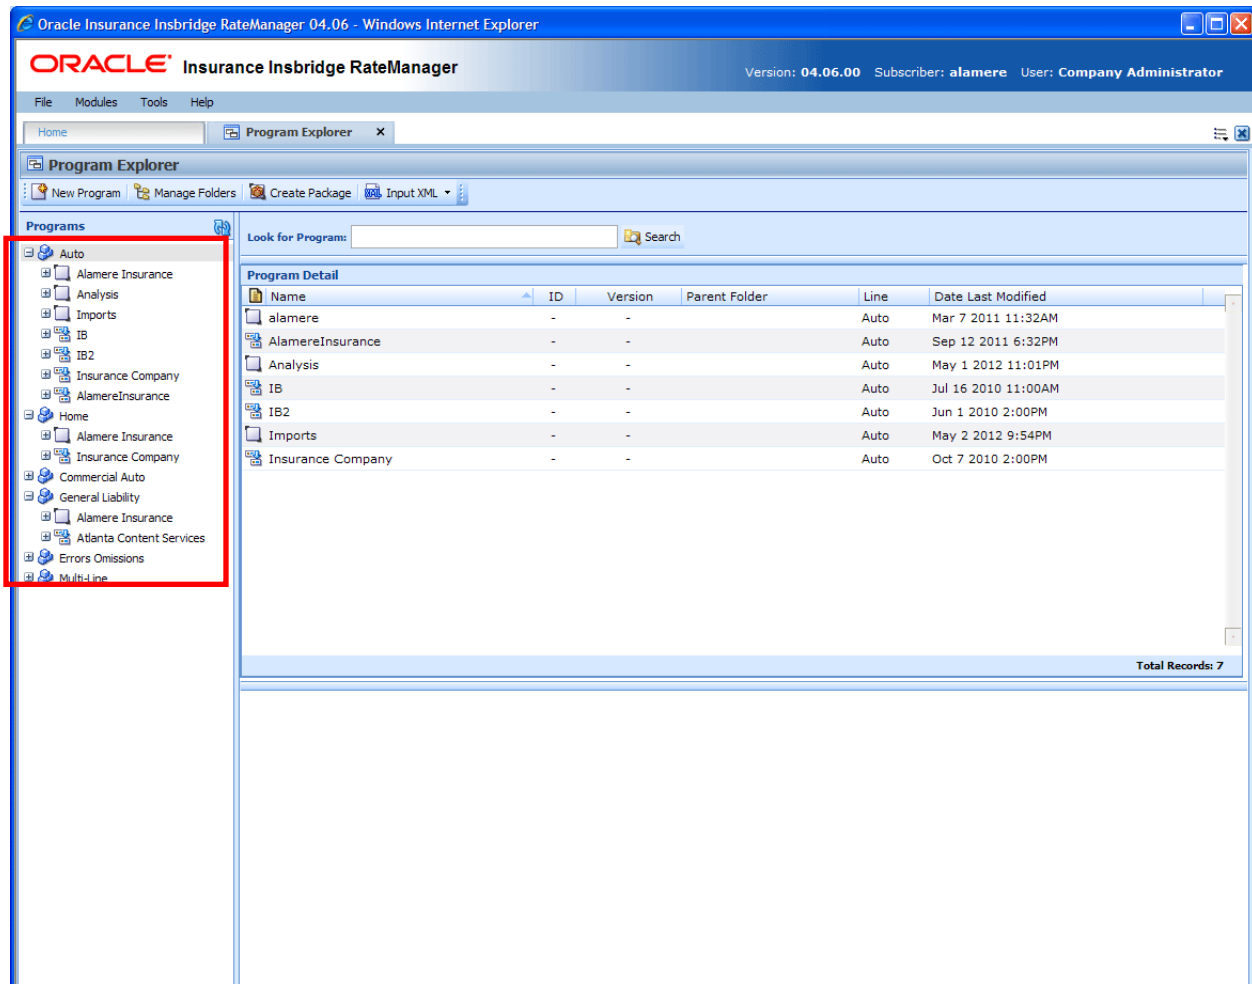 Oracle Insurance Insbridge RateManager 04.06 - Windows Internet Explorer
ORACLE® Insurance Insbridge RateManager
Version: 04.06.00 Subscriber: alamere User: Company Administrator
File Modules Tools Help
Home
Program Explorer x
Program Explorer
New Program Manage Folders Create Package Input XML
Programs
Auto
Alamere Insurance
Analysis
Imports
IB
IB2
Insurance Company
AlamereInsurance
Home
Alamere Insurance
Insurance Company
Commercial Auto
General Liability
Alamere Insurance
Atlanta Content Services
Errors Omissions
Multi-Line
Look for Program: Search
Program Detail
Name ID Version Parent Folder Line Date Last Modified
alamere - - Auto Mar 7 2011 11:32AM
AlamereInsurance - - Auto Sep 12 2011 6:32PM
Analysis - - Auto May 1 2012 11:01PM
IB - - Auto Jul 16 2010 11:00AM
IB2 - - Auto Jun 1 2010 2:00PM
Imports - - Auto May 2 2012 9:54PM
Insurance Company - - Auto Oct 7 2010 2:00PM
Total Records: 7